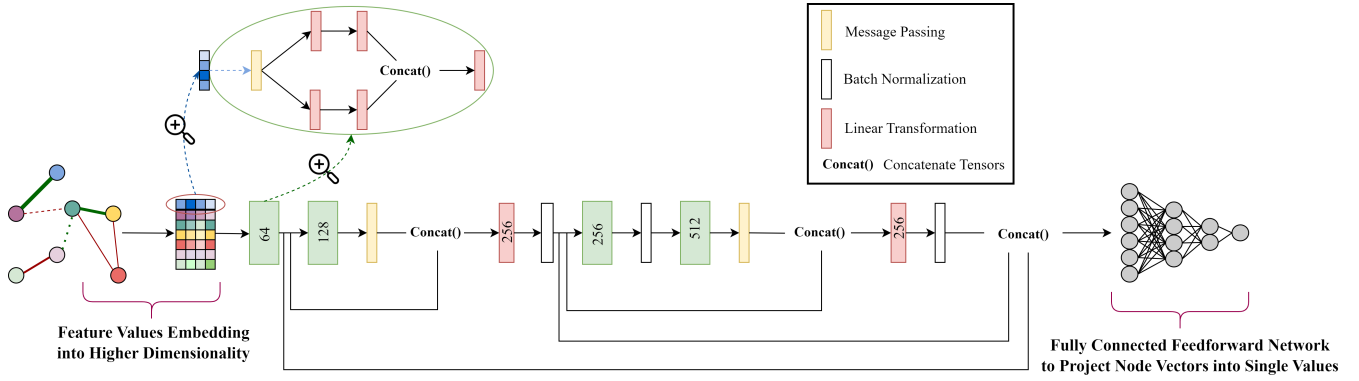 Concat()
Message Passing
Batch Normalization
Linear Transformation
Concat() Concatenate Tensors
64
128
Concat()
256
256
512
Concat()
256
Concat()
Feature Values Embedding
into Higher Dimensionality
Fully Connected Feedforward Network
to Project Node Vectors into Single Values